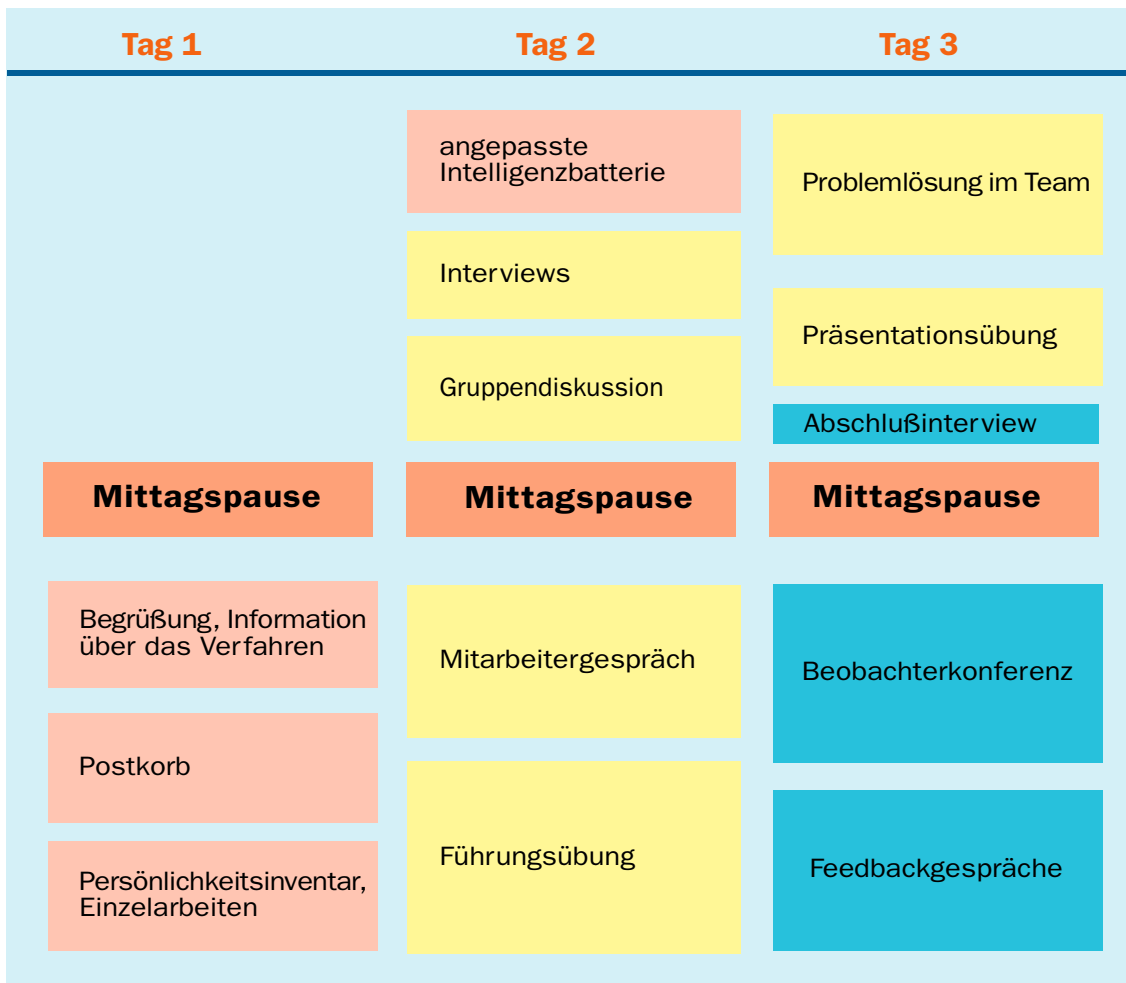 Tag 1
Tag 2
Tag 3
angepasste
Intelligenzbatterie
Problemlösung im Team
Interviews
Präsentationsübung
Gruppendiskussion
Abschlußinterview
Mittagspause
Mittagspause
Mittagspause
Begrüßung, Information
über das Verfahren
Mitarbeitergespräch
Beobachterkonferenz
Postkorb
Führungsübung
Feedbackgespräche
Persönlichkeitsinventar,
Einzelarbeiten